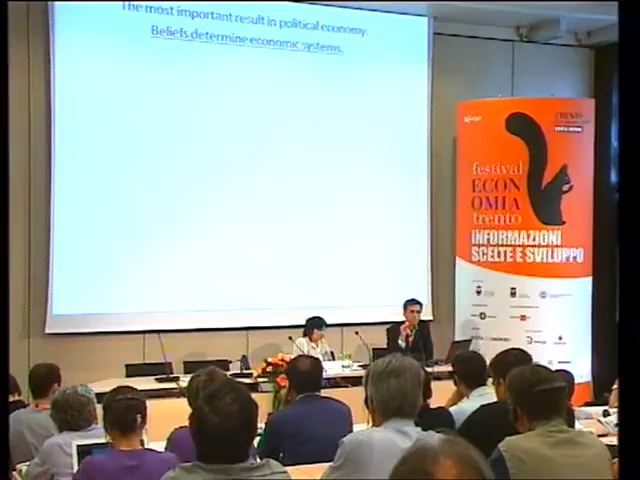 The most important result in political economy:
Beliefs determine economic systems.
festival
ECON
OMIA
trento
INFORMAZIONI
SCELTE E SVILUPPO